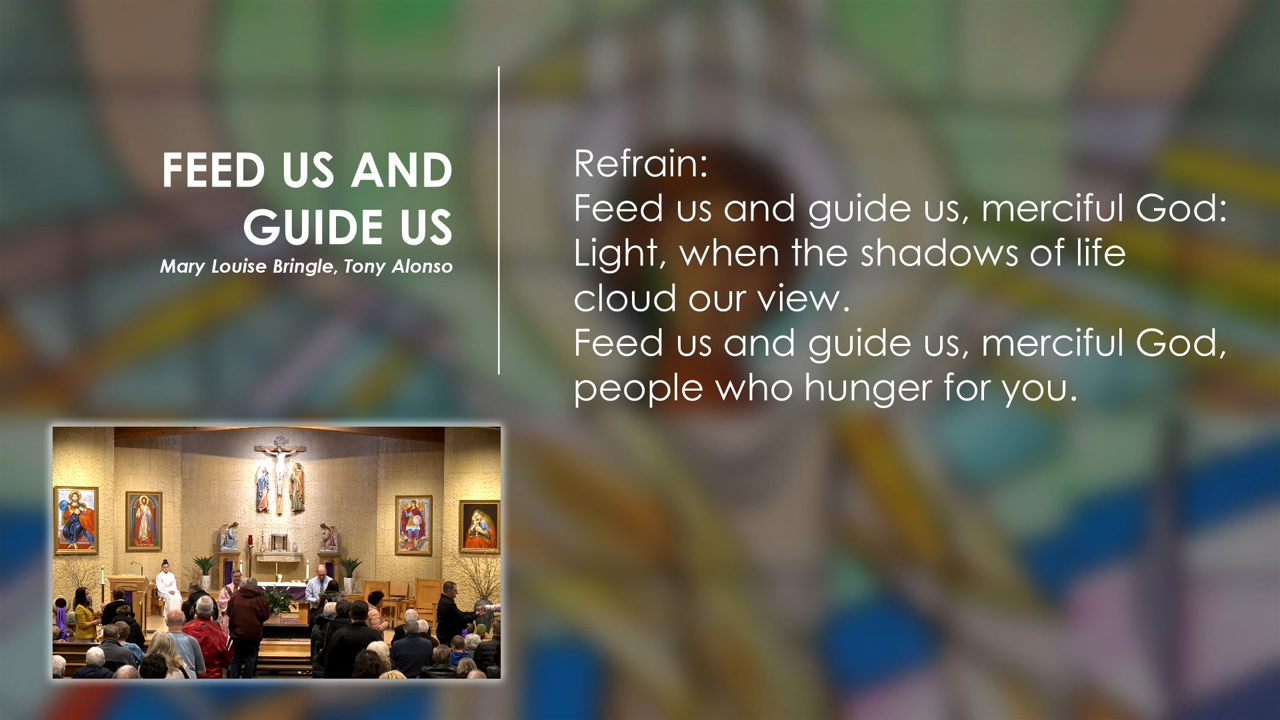 FEED US AND
GUIDE US
Mary Louise Bringle, Tony Alonso
Refrain:
Feed us and guide us, merciful God:
Light, when the shadows of life
cloud our view.
Feed us and guide us, merciful God,
people who hunger for you.